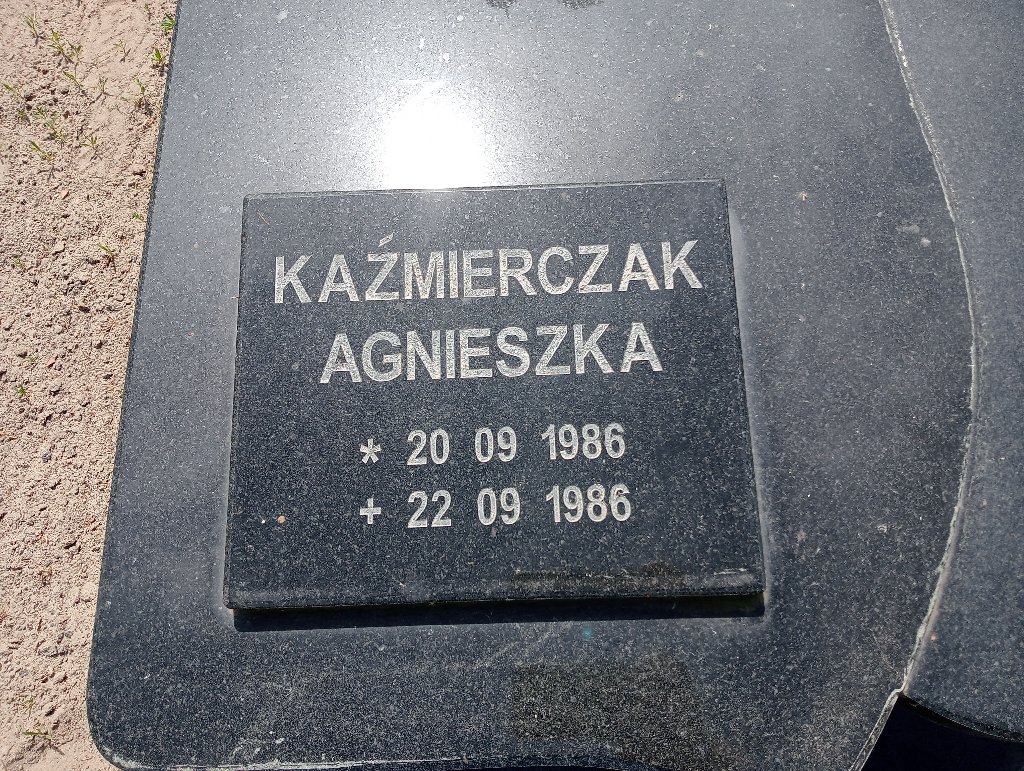 KAŹMIERCZAK
AGNIESZKA
* 20 09 1986
+ 22 09 1986